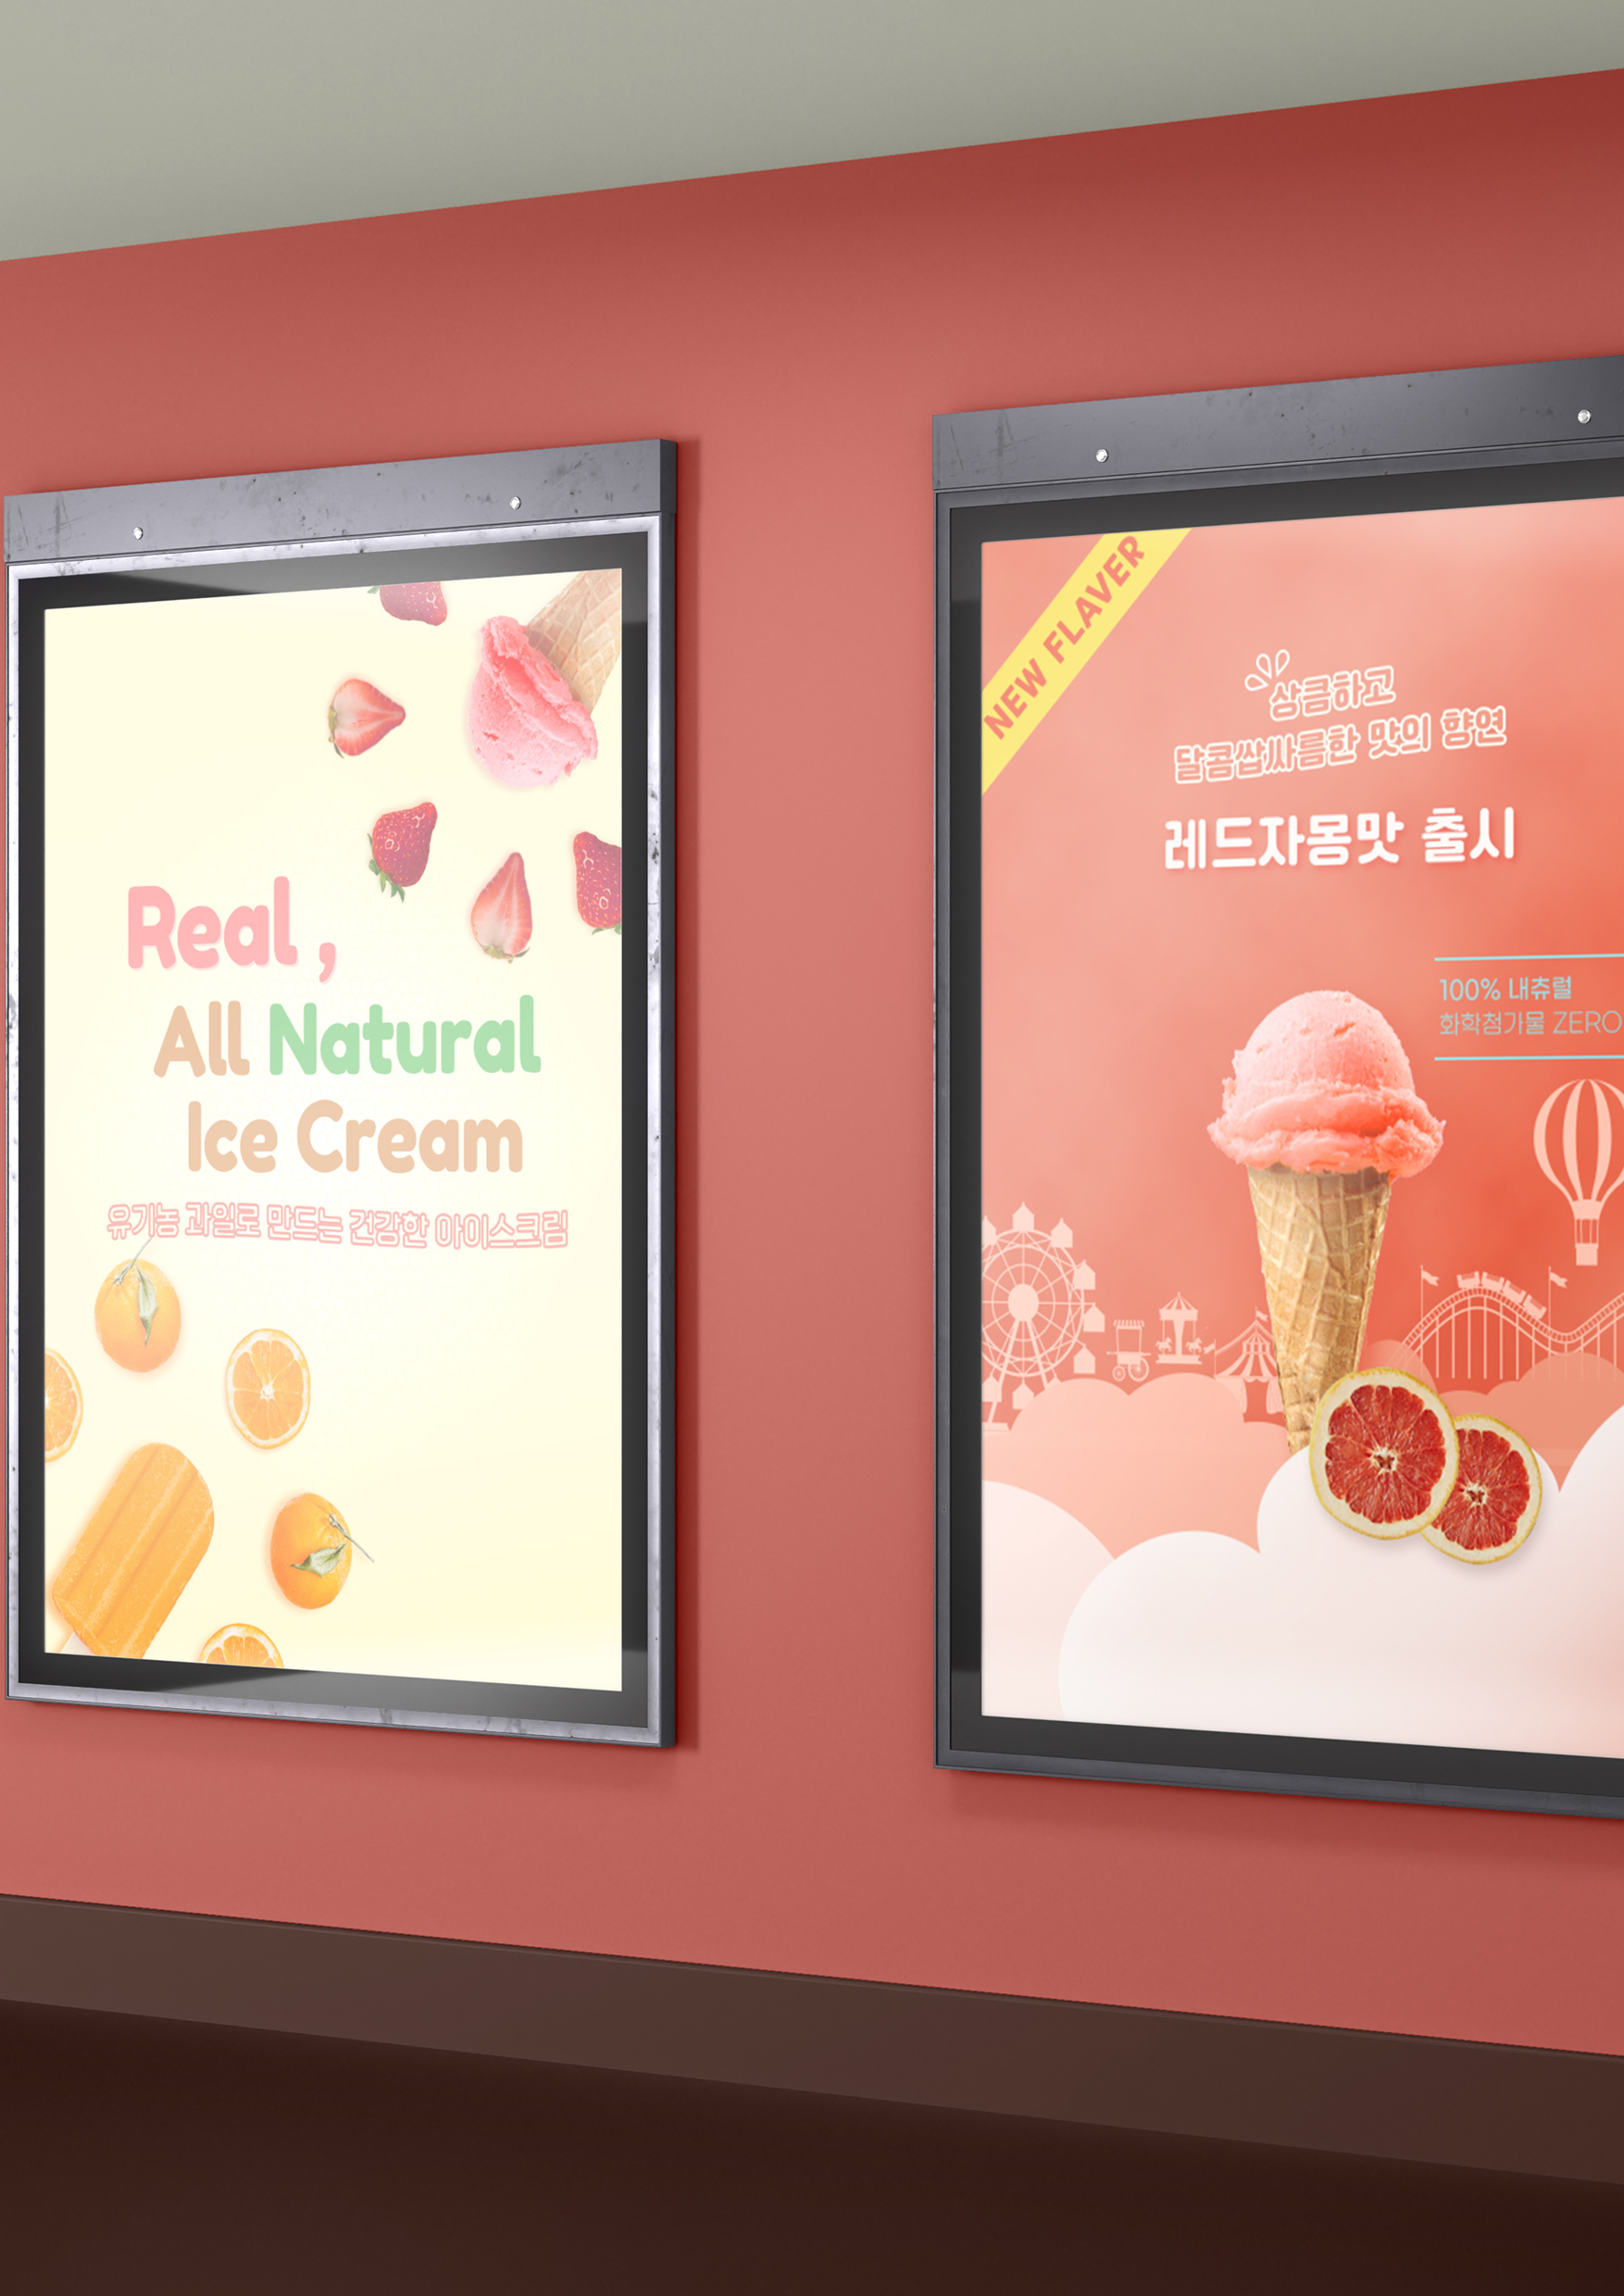 Real ,
All Natural
Ice Cream
유기농 과일로 만드는 건강한 아이스크림
NEW FLAVER
상큼하고
달콤쌉싸름한 맛의 향연
레드자몽맛 출시
100% 내츄럴
화학첨가물 ZERO